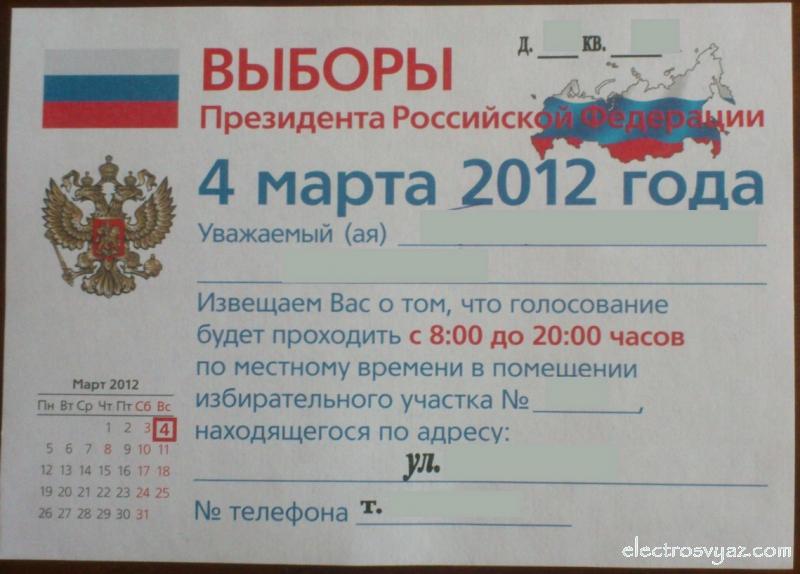 Д. КВ.
ВЫБОРЫ
Президента Российской Федерации
4 марта 2012 года
Уважаемый (ая)
Извещаем Вас о том, что голосование
будет проходить с 8:00 до 20:00 часов
по местному времени в помещении
избирательного участка № ,
находящегося по адресу:
ул.
№ телефона т.
Март 2012
Пн Вт Ср Чт Пт Сб Вс
1 2 3 4
5 6 7 8 9 10 11
12 13 14 15 16 17 18
19 20 21 22 23 24 25
26 27 28 29 30 31
electrosvyaz.com